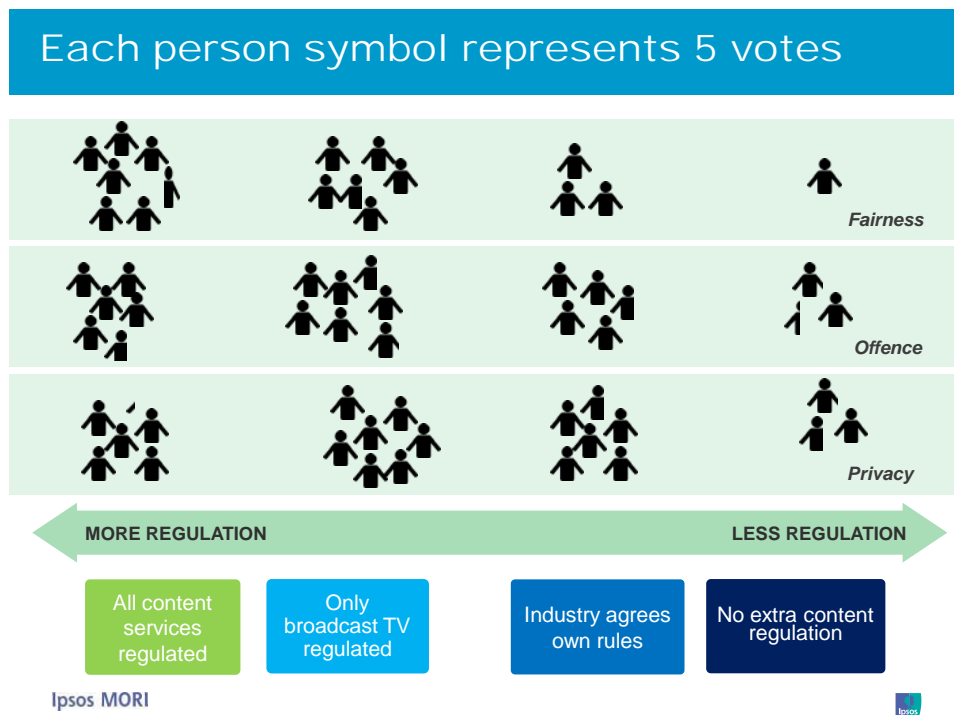 Each person symbol represents 5 votes
Fairness
Offence
Privacy
MORE REGULATION
LESS REGULATION
All content
services
regulated
Only
broadcast TV
regulated
Industry agrees
own rules
No extra content
regulation
Ipsos MORI
Ipsos